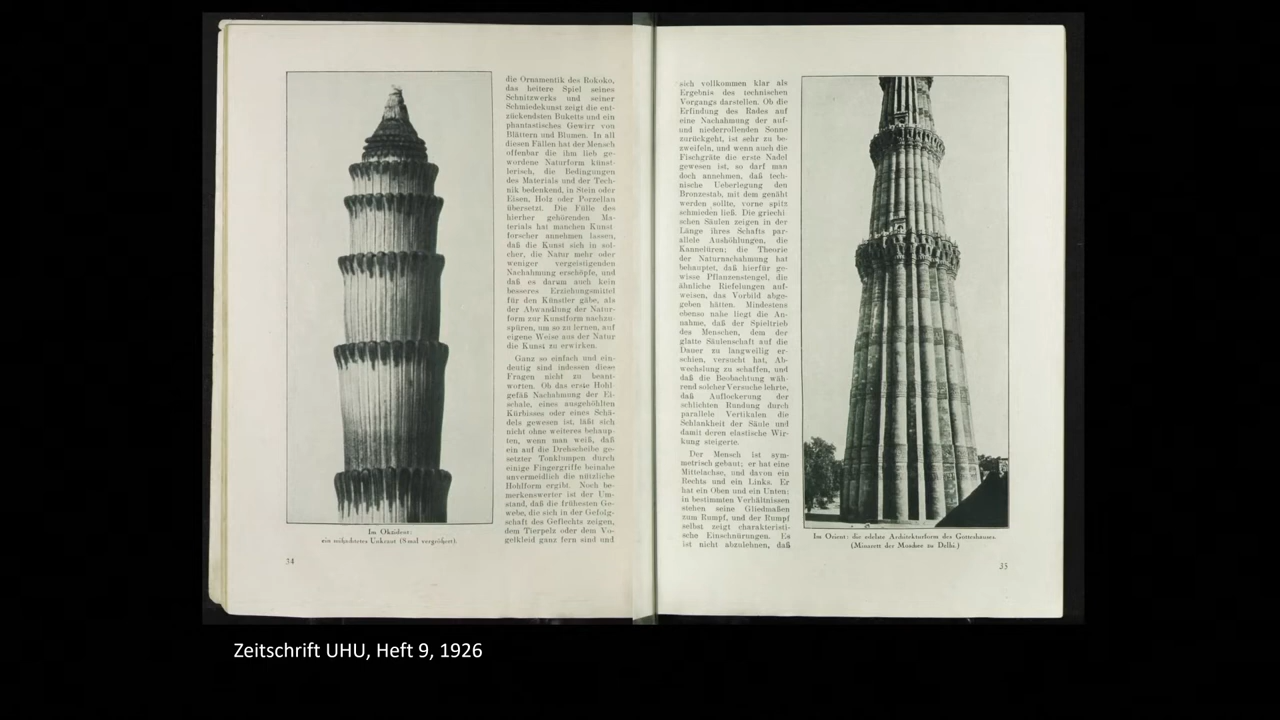 die Ornamentik des Rokoko,
das heitere Spiel seines
Schnitzwerks und seiner
Schmiedekunst zeigt die ent-
zückendsten Buketts und ein
phantastisches Gewirr von
Blättern und Blumen. In all
diesen Fällen hat der Mensch
offenbar die ihm lieb ge-
wordene Naturform künst-
lerisch, die Bedingungen
des Materials und der Tech-
nik bedenkend, in Stein oder
Eisen, Holz oder Porzellan
übersetzt. Die Fülle des
hierher gehörenden Ma-
terials hat manchen Kunst-
forscher annehmen lassen,
daß die Kunst sich in sol-
cher, die Natur mehr oder
weniger vergeistigenden
Nachahmung erschöpfe, und
daß es darum auch kein
besseres Erziehungsmittel
für den Künstler gäbe, als
der Abwandlung der Natur-
form zur Kunstform nachzu-
spüren, um so zu lernen, auf
eigene Weise aus der Natur
die Kunst zu erwirken.
Ganz so einfach und ein-
deutig sind indessen diese
Fragen nicht zu beant-
worten. Ob das erste Hohl-
gefäß Nachahmung der Ei-
schale, eines ausgehöhlten
Kürbisses oder eines Schä-
dels gewesen ist, läßt sich
nicht ohne weiteres behaup-
ten, wenn man weiß, daß
ein auf die Drehscheibe ge-
setzter Tonklumpen durch
einige Fingergriffe beinahe
unvermeidlich die nützliche
Hohlform ergibt. Noch be-
merkenswerter ist der Um-
stand, daß die frühesten Ge-
webe, die sich in der Gefolg-
schaft des Geflechts zeigen,
dem Tierpelz oder dem Vo-
gelkleid ganz fern sind und
Im Okzident:
ein mißachtetes Unkraut (8 mal vergrößert).
34
sich vollkommen klar als
Ergebnis des technischen
Vorgangs darstellen. Ob die
Erfindung des Rades auf
eine Nachahmung der auf-
und niederrollenden Sonne
zurückgeht, ist sehr zu be-
zweifeln, und wenn auch die
Fischgräte die erste Nadel
gewesen ist, so darf man
doch annehmen, daß tech-
nische Ueberlegung den
Bronzestab, mit dem genäht
werden sollte, vorne spitz
schmieden ließ. Die griechi-
schen Säulen zeigen in der
Länge ihres Schafts par-
allele Aushöhlungen, die
Kannelüren; die Theorie
der Naturnachahmung hat
behauptet, daß hierfür ge-
wisse Pflanzenstengel, die
ähnliche Riefelungen auf-
weisen, das Vorbild abge-
geben hätten. Mindestens
ebenso nahe liegt die An-
nahme, daß der Spieltrieb
des Menschen, dem der
glatte Säulenschaft auf die
Dauer zu langweilig er-
schien, versucht hat, Ab-
wechslung zu schaffen, und
daß die Beobachtung wäh-
rend solcher Versuche lehrte,
daß Auflockerung der
schlichten Rundung durch
parallele Vertikalen die
Schlankheit der Säule und
damit deren elastische Wir-
kung steigerte.
Der Mensch ist sym-
metrisch gebaut; er hat eine
Mittelachse, und davon ein
Rechts und ein Links. Er
hat ein Oben und ein Unten;
in bestimmten Verhältnissen
stehen seine Gliedmaßen
zum Rumpf, und der Rumpf
selbst zeigt charakteristi-
sche Einschnürungen. Es
ist nicht abzulehnen, daß
Im Orient: die edelste Architekturform des Gotteshauses.
(Minarett der Moschee zu Delhi.)
35
Zeitschrift UHU, Heft 9, 1926